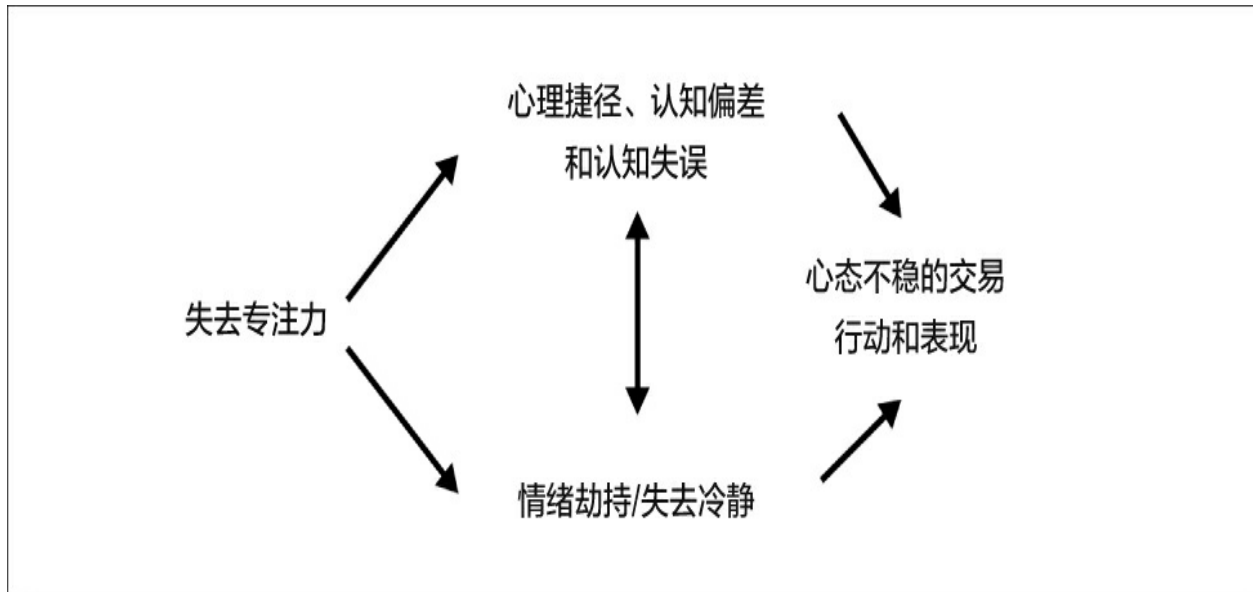 心理捷径、认知偏差
和认知失误
失去专注力
心态不稳的交易
行动和表现
情绪劫持/失去冷静